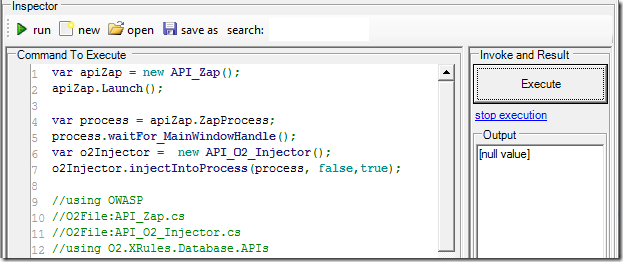 Inspector
run new open save as search:
Command To Execute
1 var apiZap = new API_Zap();
2 apiZap.Launch();
3
4 var process = apiZap.ZapProcess;
5 process.waitFor_MainWindowHandle();
6 var o2Injector =  new API_O2_Injector();
7 o2Injector.injectIntoProcess(process, false,true);
8
9 //using OWASP
10 //O2File:API_Zap.cs
11 //O2File:API_O2_Injector.cs
12 //using O2.XRules.Database.APIs
Invoke and Result
Execute
stop execution
Output
[null value]